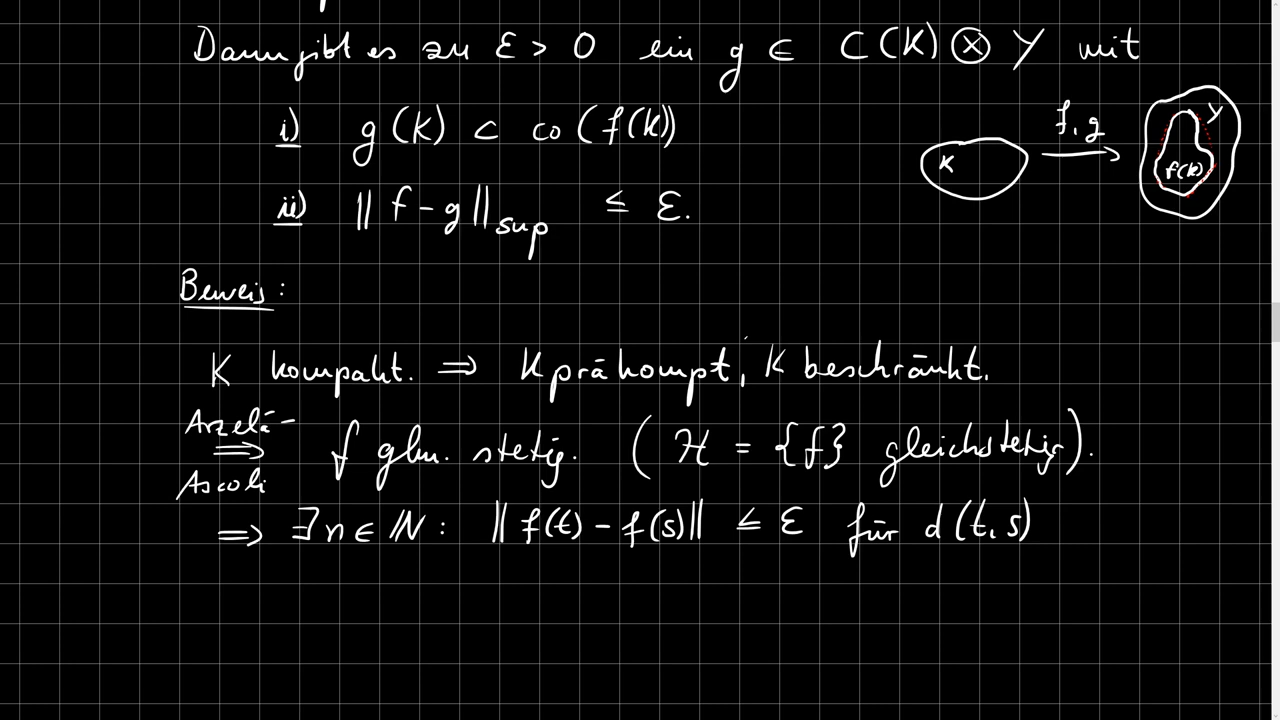 Dann gibt es zu ε > 0 ein g ∈ C(K) ⊗ Y mit
i) g(K) ⊂ co(f(K))
ii) ‖f - g‖sup ≤ ε.
K
f, g
Y
f(K)
Beweis:
K kompakt. ⇒ K präkompt, K beschränkt.
Arzelà-
⇒ f glm. stetig. (H = {f} gleichstetig).
Ascoli
⇒ ∃ n ∈ ℕ: ‖f(t) - f(s)‖ ≤ ε für d(t, s)